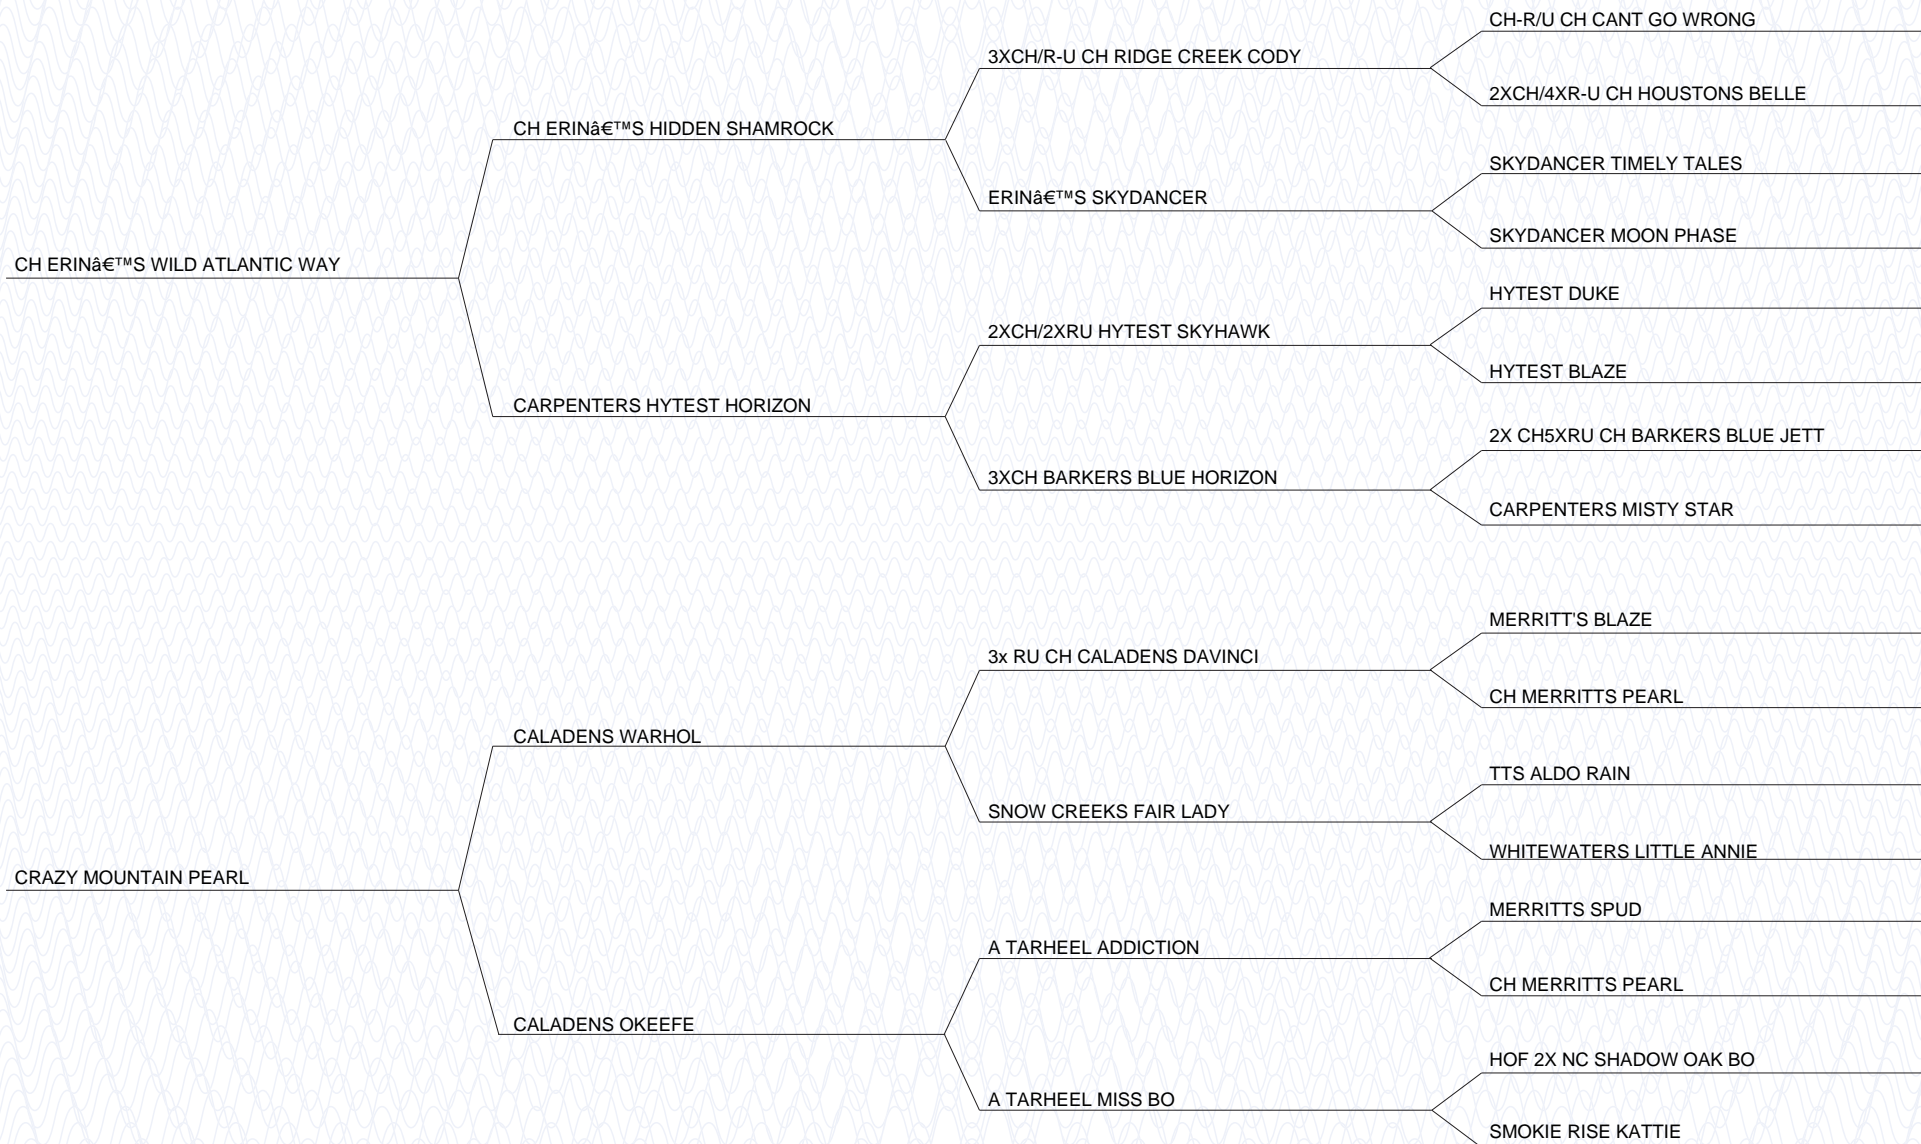 CH-R/U CH CANT GO WRONG
3XCH/R-U CH RIDGE CREEK CODY
2XCH/4XR-U CH HOUSTONS BELLE
CH ERINâ€™S HIDDEN SHAMROCK
SKYDANCER TIMELY TALES
ERINâ€™S SKYDANCER
SKYDANCER MOON PHASE
CH ERINâ€™S WILD ATLANTIC WAY
HYTEST DUKE
2XCH/2XRU HYTEST SKYHAWK
HYTEST BLAZE
CARPENTERS HYTEST HORIZON
2X CH5XRU CH BARKERS BLUE JETT
3XCH BARKERS BLUE HORIZON
CARPENTERS MISTY STAR
MERRITT'S BLAZE
3x RU CH CALADENS DAVINCI
CH MERRITTS PEARL
CALADENS WARHOL
TTS ALDO RAIN
SNOW CREEKS FAIR LADY
WHITEWATERS LITTLE ANNIE
CRAZY MOUNTAIN PEARL
MERRITTS SPUD
A TARHEEL ADDICTION
CH MERRITTS PEARL
CALADENS OKEEFE
HOF 2X NC SHADOW OAK BO
A TARHEEL MISS BO
SMOKIE RISE KATTIE